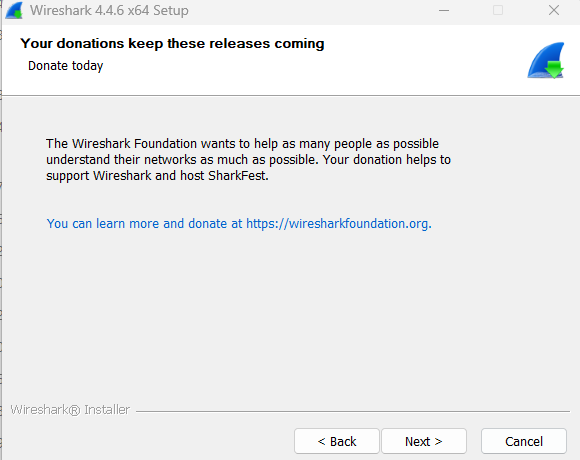 Wireshark 4.4.6 x64 Setup
Your donations keep these releases coming
Donate today
The Wireshark Foundation wants to help as many people as possible
understand their networks as much as possible. Your donation helps to
support Wireshark and host SharkFest.
You can learn more and donate at https://wiresharkfoundation.org.
Wireshark® Installer
< Back
Next >
Cancel